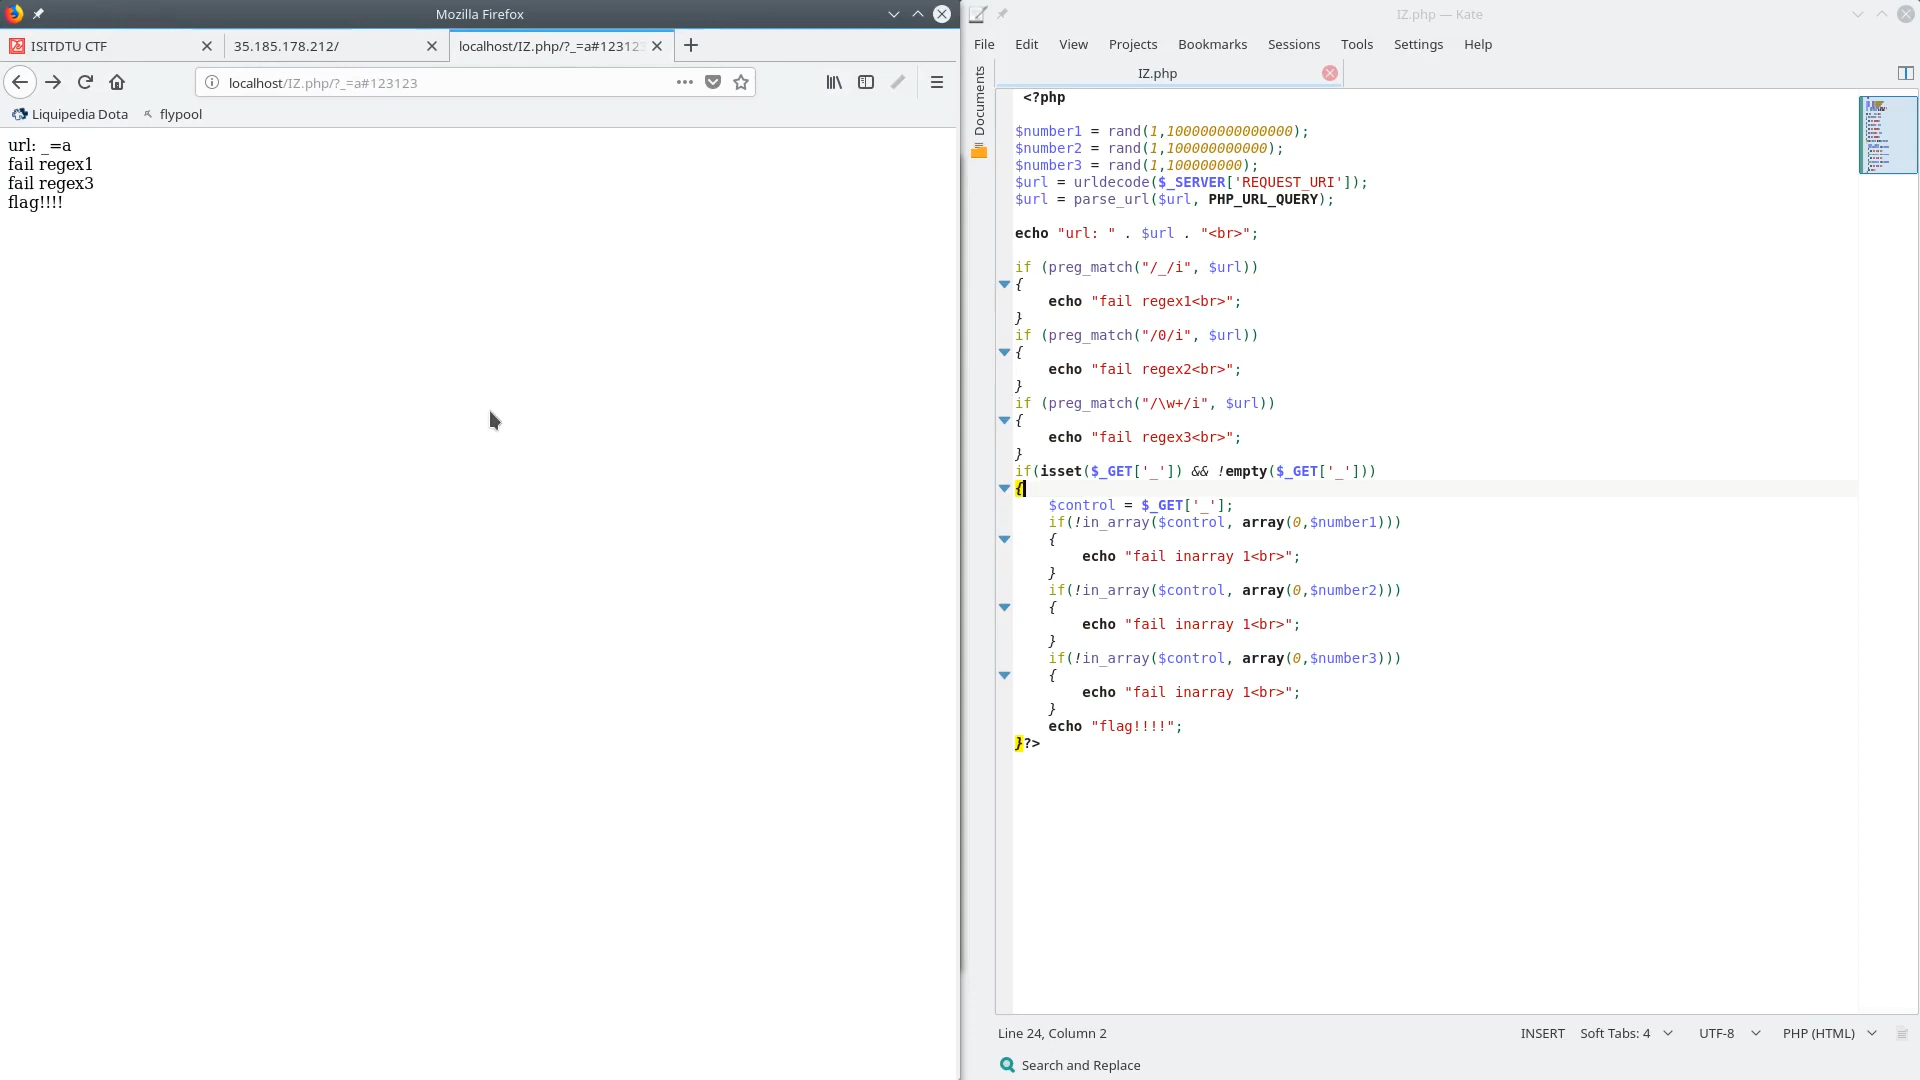 Mozilla Firefox
ISITDTU CTF
35.185.178.212/
localhost/IZ.php/?_=a#12312
localhost/IZ.php/?_=a#123123
Liquipedia Dota
flypool
url: _=a
fail regex1
fail regex3
flag!!!!
IZ.php — Kate
File Edit View Projects Bookmarks Sessions Tools Settings Help
Documents
IZ.php
<?php
$number1 = rand(1,100000000000000);
$number2 = rand(1,100000000000);
$number3 = rand(1,100000000);
$url = urldecode($_SERVER['REQUEST_URI']);
$url = parse_url($url, PHP_URL_QUERY);
echo "url: " . $url . "<br>";
if (preg_match("/_/i", $url))
{
    echo "fail regex1<br>";
}
if (preg_match("/0/i", $url))
{
    echo "fail regex2<br>";
}
if (preg_match("/\w+/i", $url))
{
    echo "fail regex3<br>";
}
if(isset($_GET['_']) && !empty($_GET['_']))
{
    $control = $_GET['_'];
    if(!in_array($control, array(0,$number1)))
    {
        echo "fail inarray 1<br>";
    }
    if(!in_array($control, array(0,$number2)))
    {
        echo "fail inarray 1<br>";
    }
    if(!in_array($control, array(0,$number3)))
    {
        echo "fail inarray 1<br>";
    }
    echo "flag!!!!";
}?>
Line 24, Column 2
INSERT Soft Tabs: 4 UTF-8 PHP (HTML)
Search and Replace